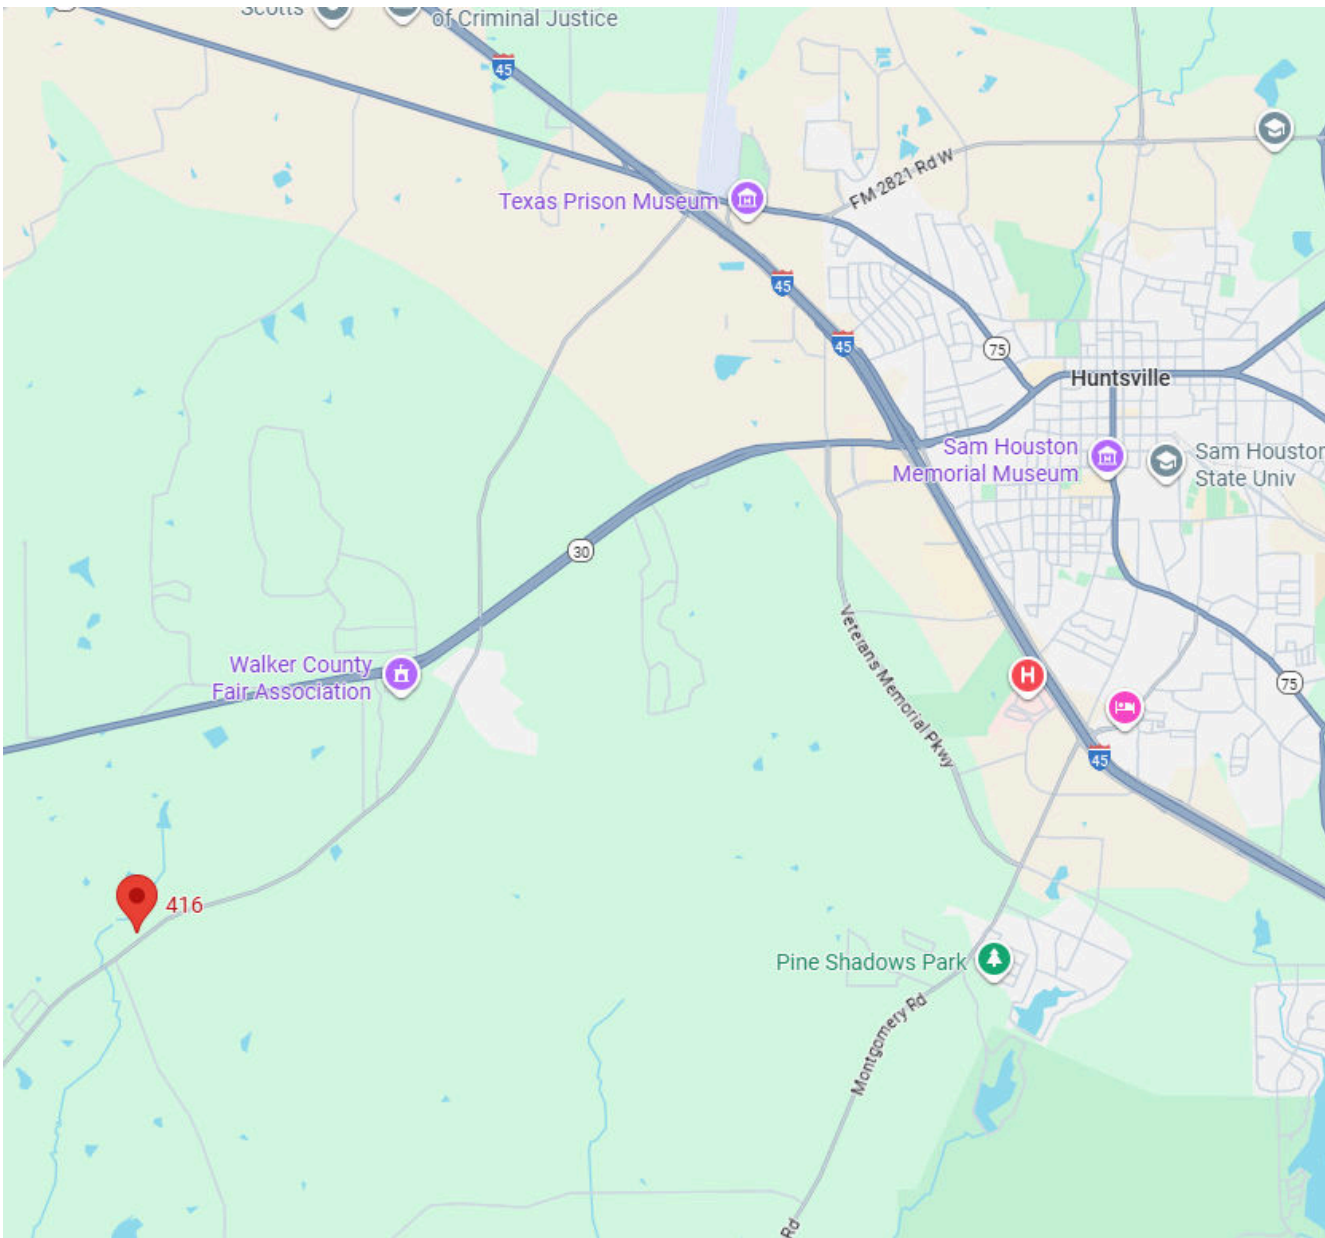 Scotts
of Criminal Justice
45
FM 2821 Rd W
Texas Prison Museum
45
45
75
Huntsville
Sam Houston
Memorial Museum
Sam Houston
State Univ
30
Veterans Memorial Pkwy
Walker County
Fair Association
H
75
45
416
Pine Shadows Park
Montgomery Rd
Rd